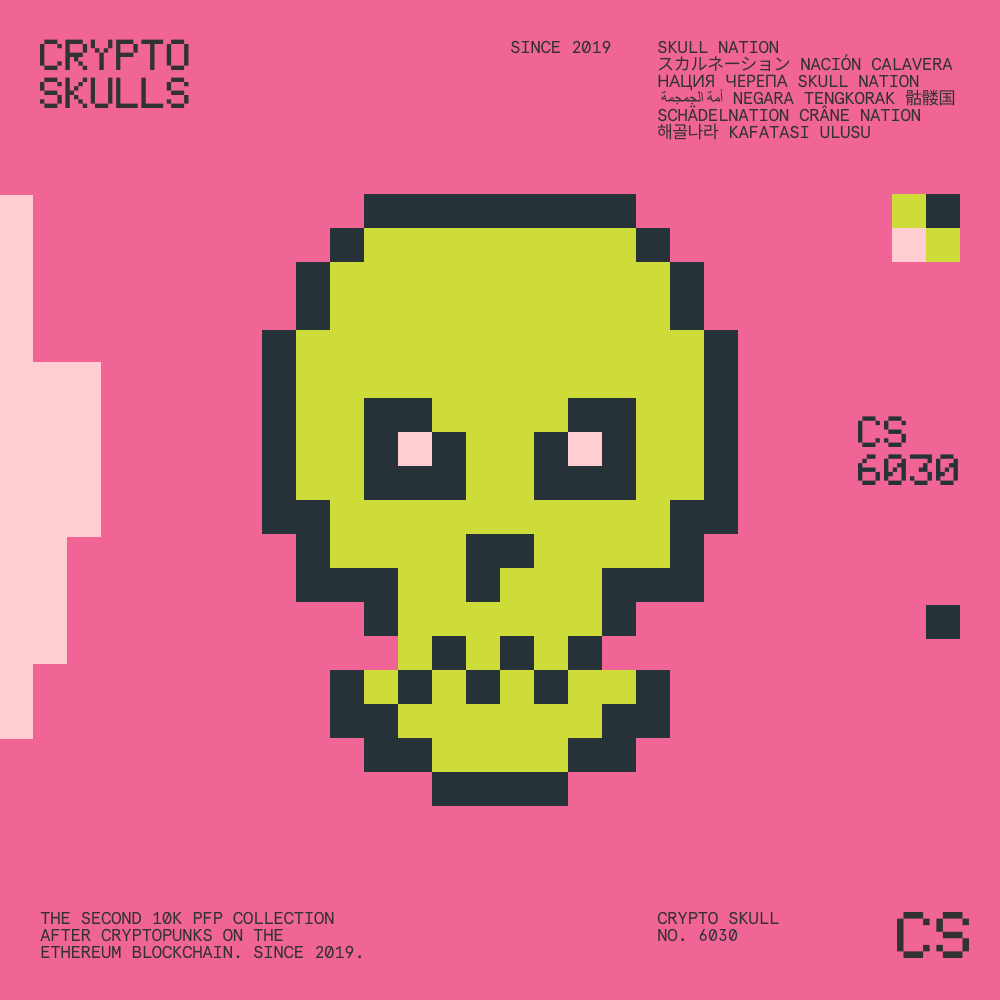 CRYPTO
SKULLS
SINCE 2019
SKULL NATION
スカルネーション NACIÓN CALAVERA
НАЦИЯ ЧЕРЕПА SKULL NATION
أمة الجمجمة NEGARA TENGKORAK 骷髅国
SCHÄDELNATION CRÂNE NATION
해골나라 KAFATASI ULUSU
CS
6030
THE SECOND 10K PFP COLLECTION
AFTER CRYPTOPUNKS ON THE
ETHEREUM BLOCKCHAIN. SINCE 2019.
CRYPTO SKULL
NO. 6030
CS